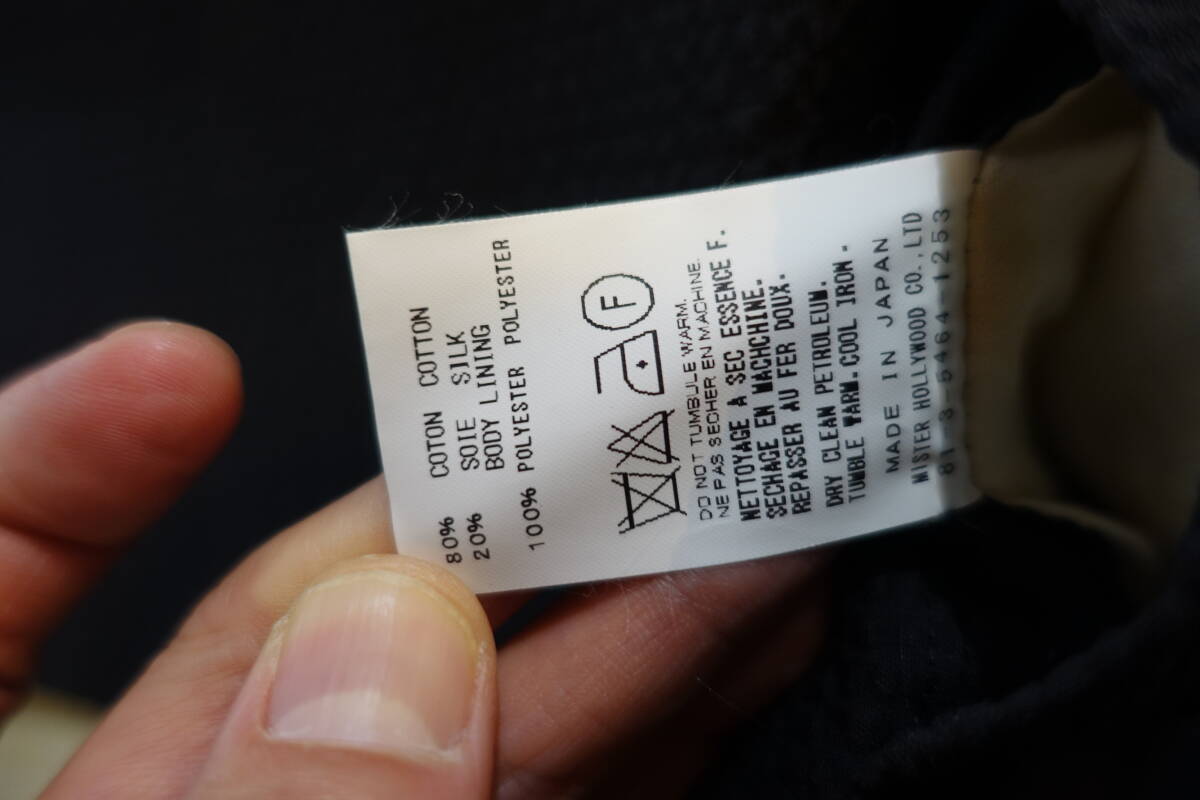 80% COTON COTTON
20% SOIE SILK
BODY LINING
100% POLYESTER POLYESTER
F
DO NOT TUMBULE WARM.
NE PAS SECHER EN MACHINE.
NETTOYAGE A SEC ESSENCE F.
SECHAGE EN MACHCHINE.
REPASSER AU FER DOUX.
DRY CLEAN PETROLEUM.
TUMBLE WARM.COOL IRON.
MADE IN JAPAN
MISTER HOLLYWOOD CO.,LTD
81-3-5464-1253